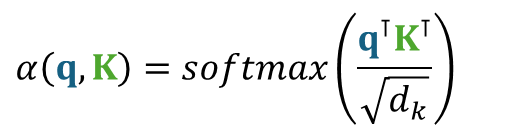 α(q, K) = softmax(q⊺K⊺ / √d_k)